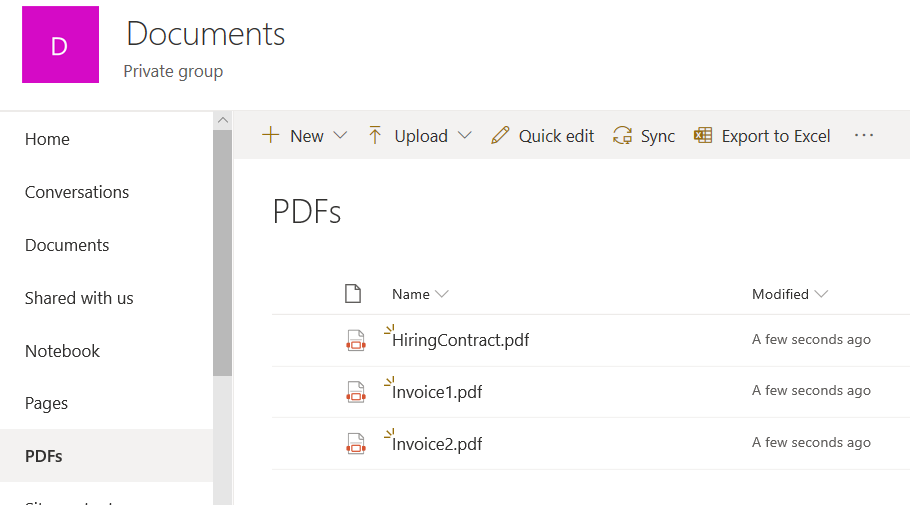 D
Documents
Private group
Home
Conversations
Documents
Shared with us
Notebook
Pages
PDFs
New
Upload
Quick edit
Sync
Export to Excel
PDFs
Name
Modified
HiringContract.pdf
A few seconds ago
Invoice1.pdf
A few seconds ago
Invoice2.pdf
A few seconds ago